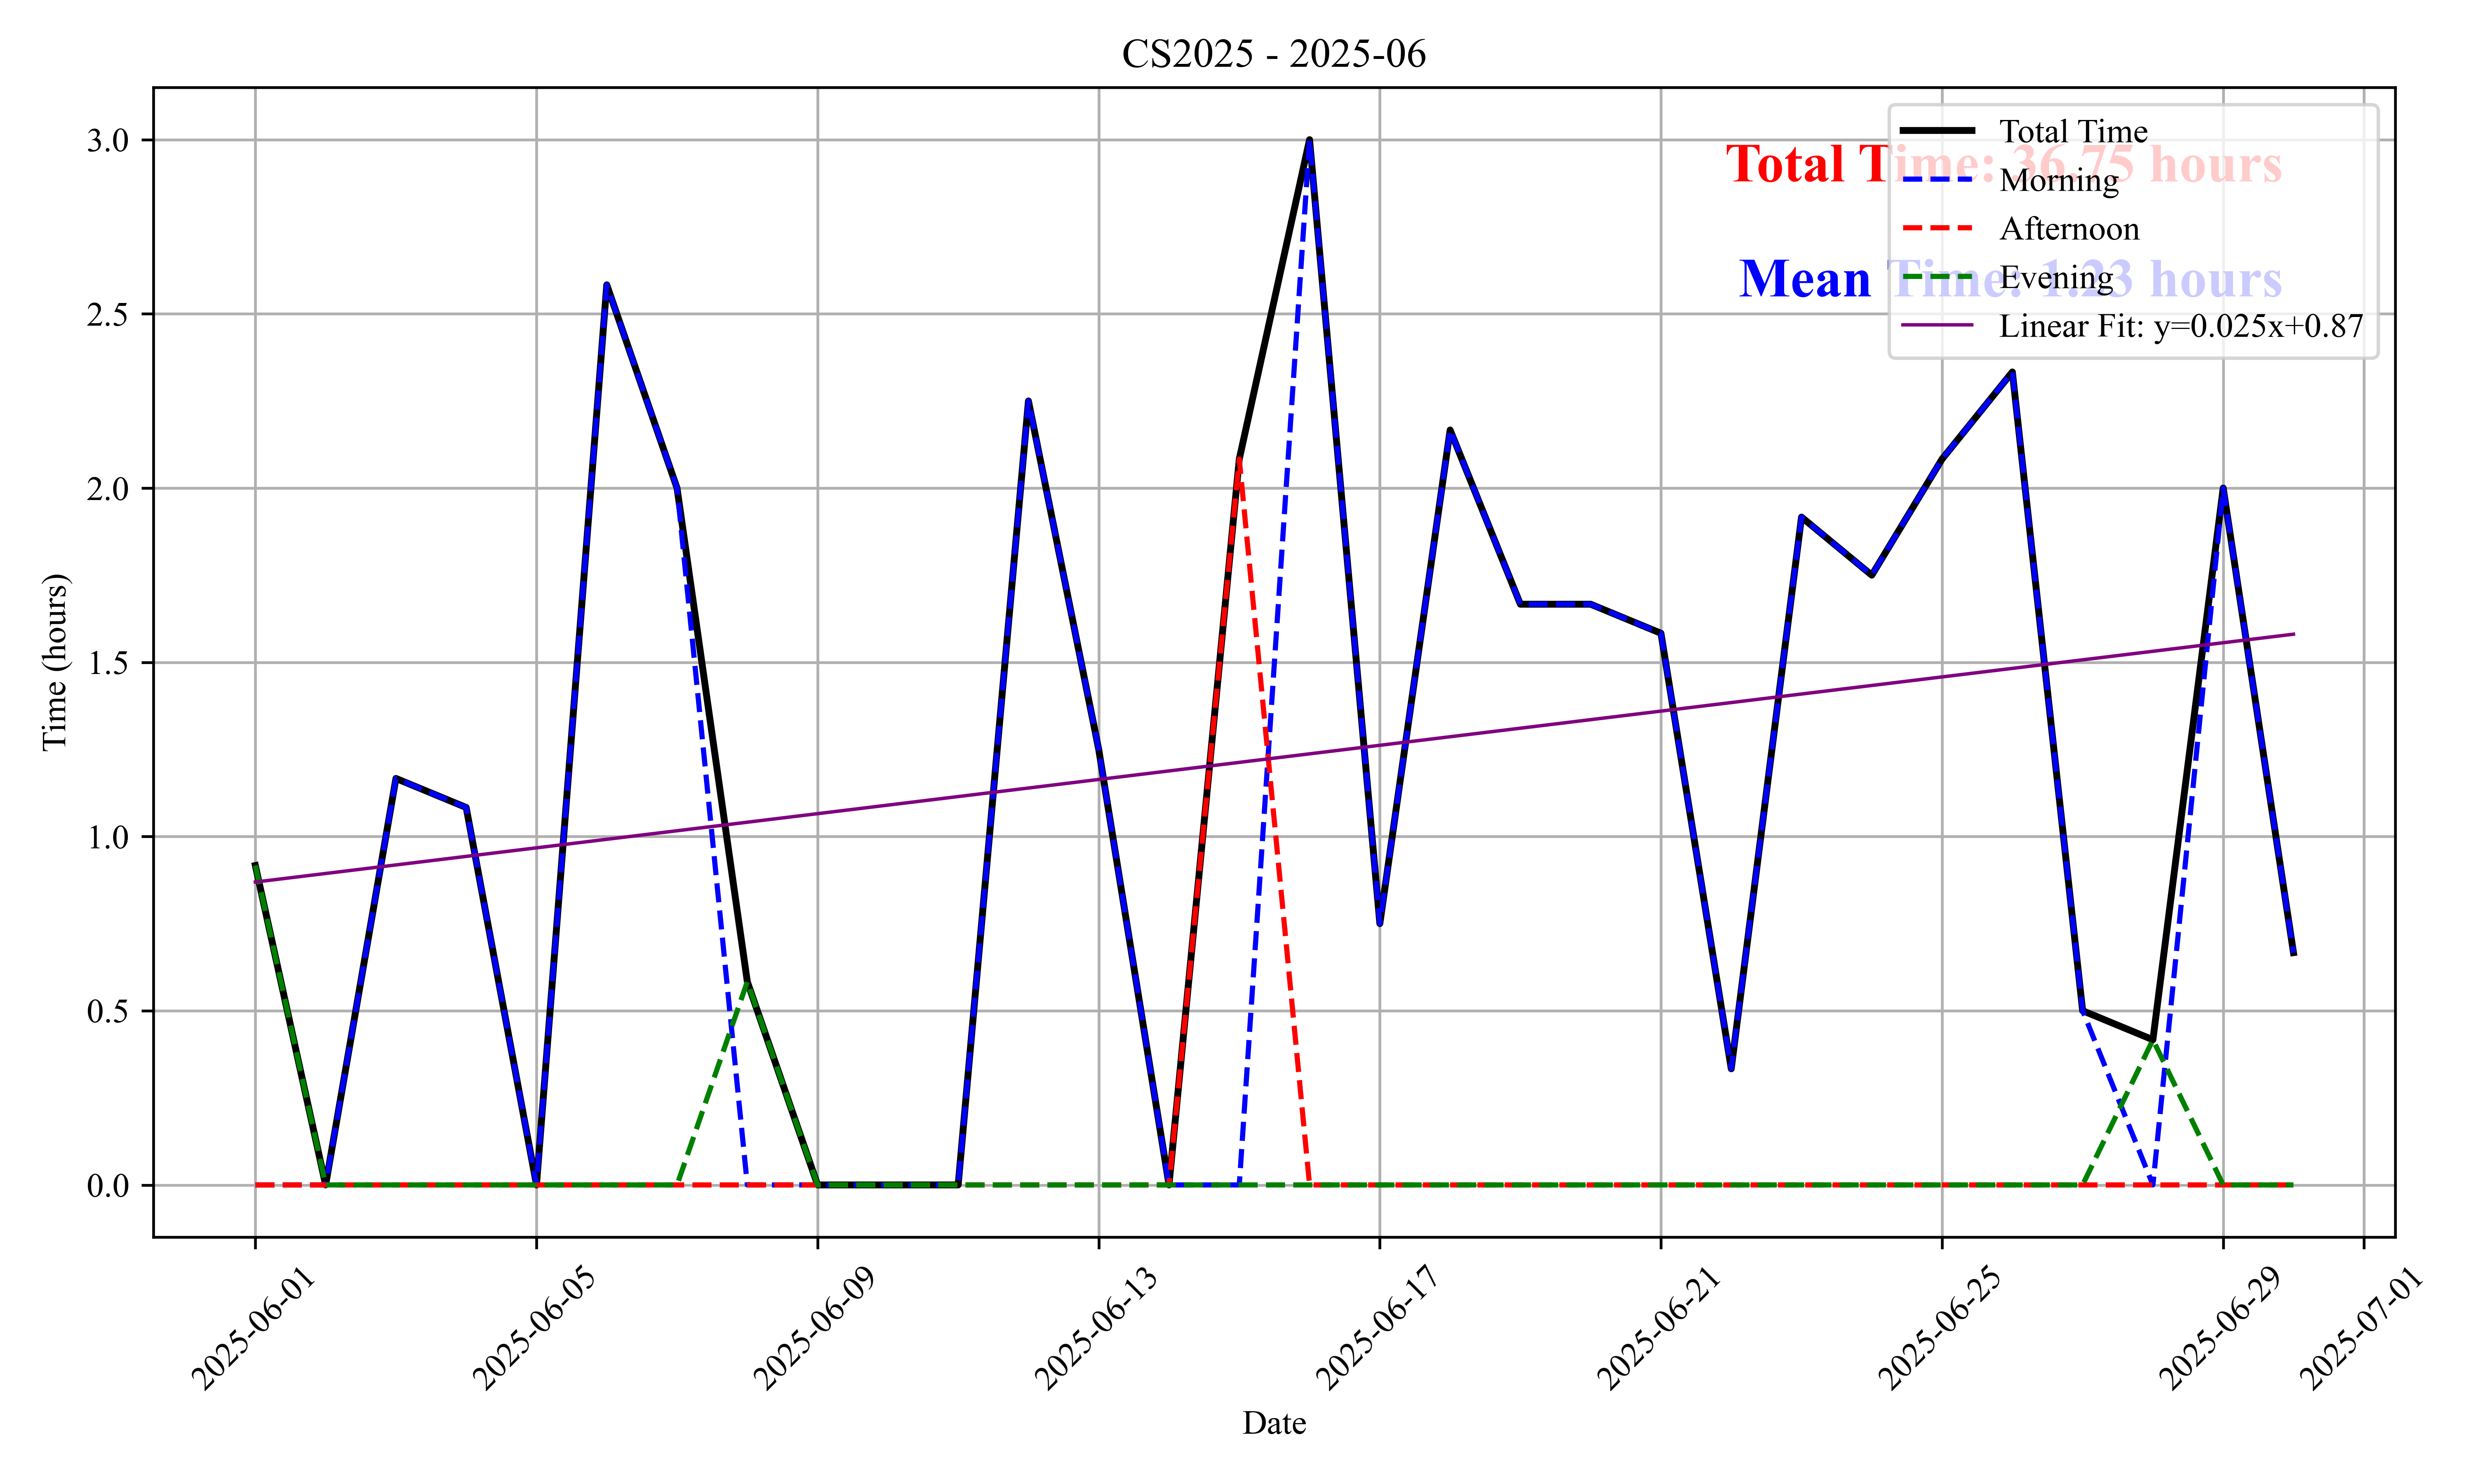 CS2025 - 2025-06
Total Time: 36.75 hours
Mean Time: 1.23 hours
Total Time
Morning
Afternoon
Evening
Linear Fit: y=0.025x+0.87
Time (hours)
3.0
2.5
2.0
1.5
1.0
0.5
0.0
2025-06-01
2025-06-05
2025-06-09
2025-06-13
2025-06-17
2025-06-21
2025-06-25
2025-06-29
2025-07-01
Date